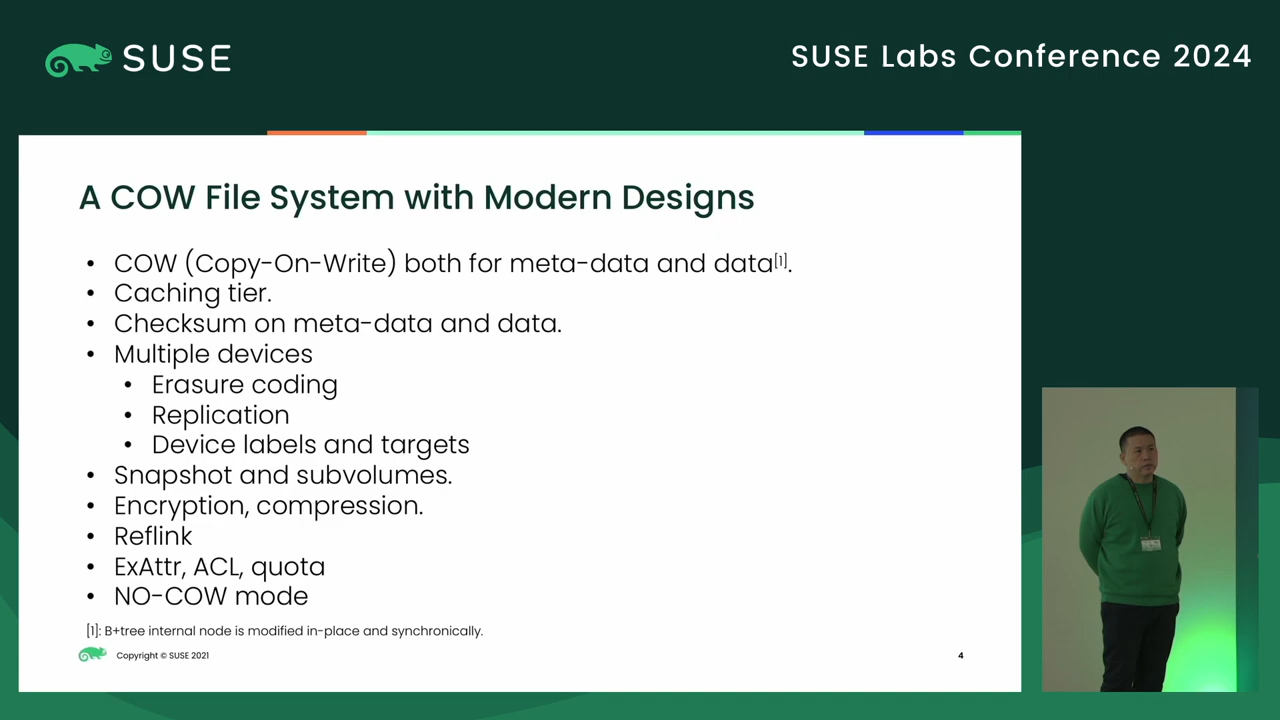 SUSE
SUSE Labs Conference 2024
A COW File System with Modern Designs
• COW (Copy-On-Write) both for meta-data and data[1].
• Caching tier.
• Checksum on meta-data and data.
• Multiple devices
• Erasure coding
• Replication
• Device labels and targets
• Snapshot and subvolumes.
• Encryption, compression.
• Reflink
• ExAttr, ACL, quota
• NO-COW mode
[1]: B+tree internal node is modified in-place and synchronically.
Copyright © SUSE 2021
4